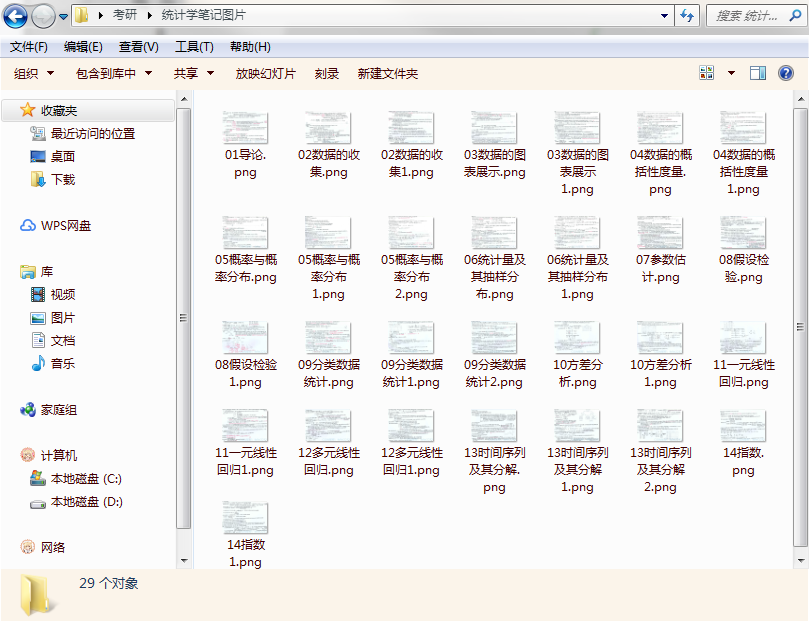 考研 统计学笔记图片
搜索 统计...
文件(F) 编辑(E) 查看(V) 工具(T) 帮助(H)
组织 包含到库中 共享 放映幻灯片 刻录 新建文件夹
收藏夹
最近访问的位置
桌面
下载
WPS网盘
库
视频
图片
文档
音乐
家庭组
计算机
本地磁盘 (C:)
本地磁盘 (D:)
网络
01导论.
png
02数据的收
集.png
02数据的收
集1.png
03数据的图
表展示.png
03数据的图
表展示
1.png
04数据的概
括性度量.
png
04数据的概
括性度量
1.png
05概率与概
率分布.png
05概率与概
率分布
1.png
05概率与概
率分布
2.png
06统计量及
其抽样分
布.png
06统计量及
其抽样分布
1.png
07参数估
计.png
08假设检
验.png
08假设检验
1.png
09分类数据
统计.png
09分类数据
统计1.png
09分类数据
统计2.png
10方差分
析.png
10方差分析
1.png
11一元线性
回归.png
11一元线性
回归1.png
12多元线性
回归.png
12多元线性
回归1.png
13时间序列
及其分解.
png
13时间序列
及其分解
1.png
13时间序列
及其分解
2.png
14指数.
png
14指数
1.png
29 个对象